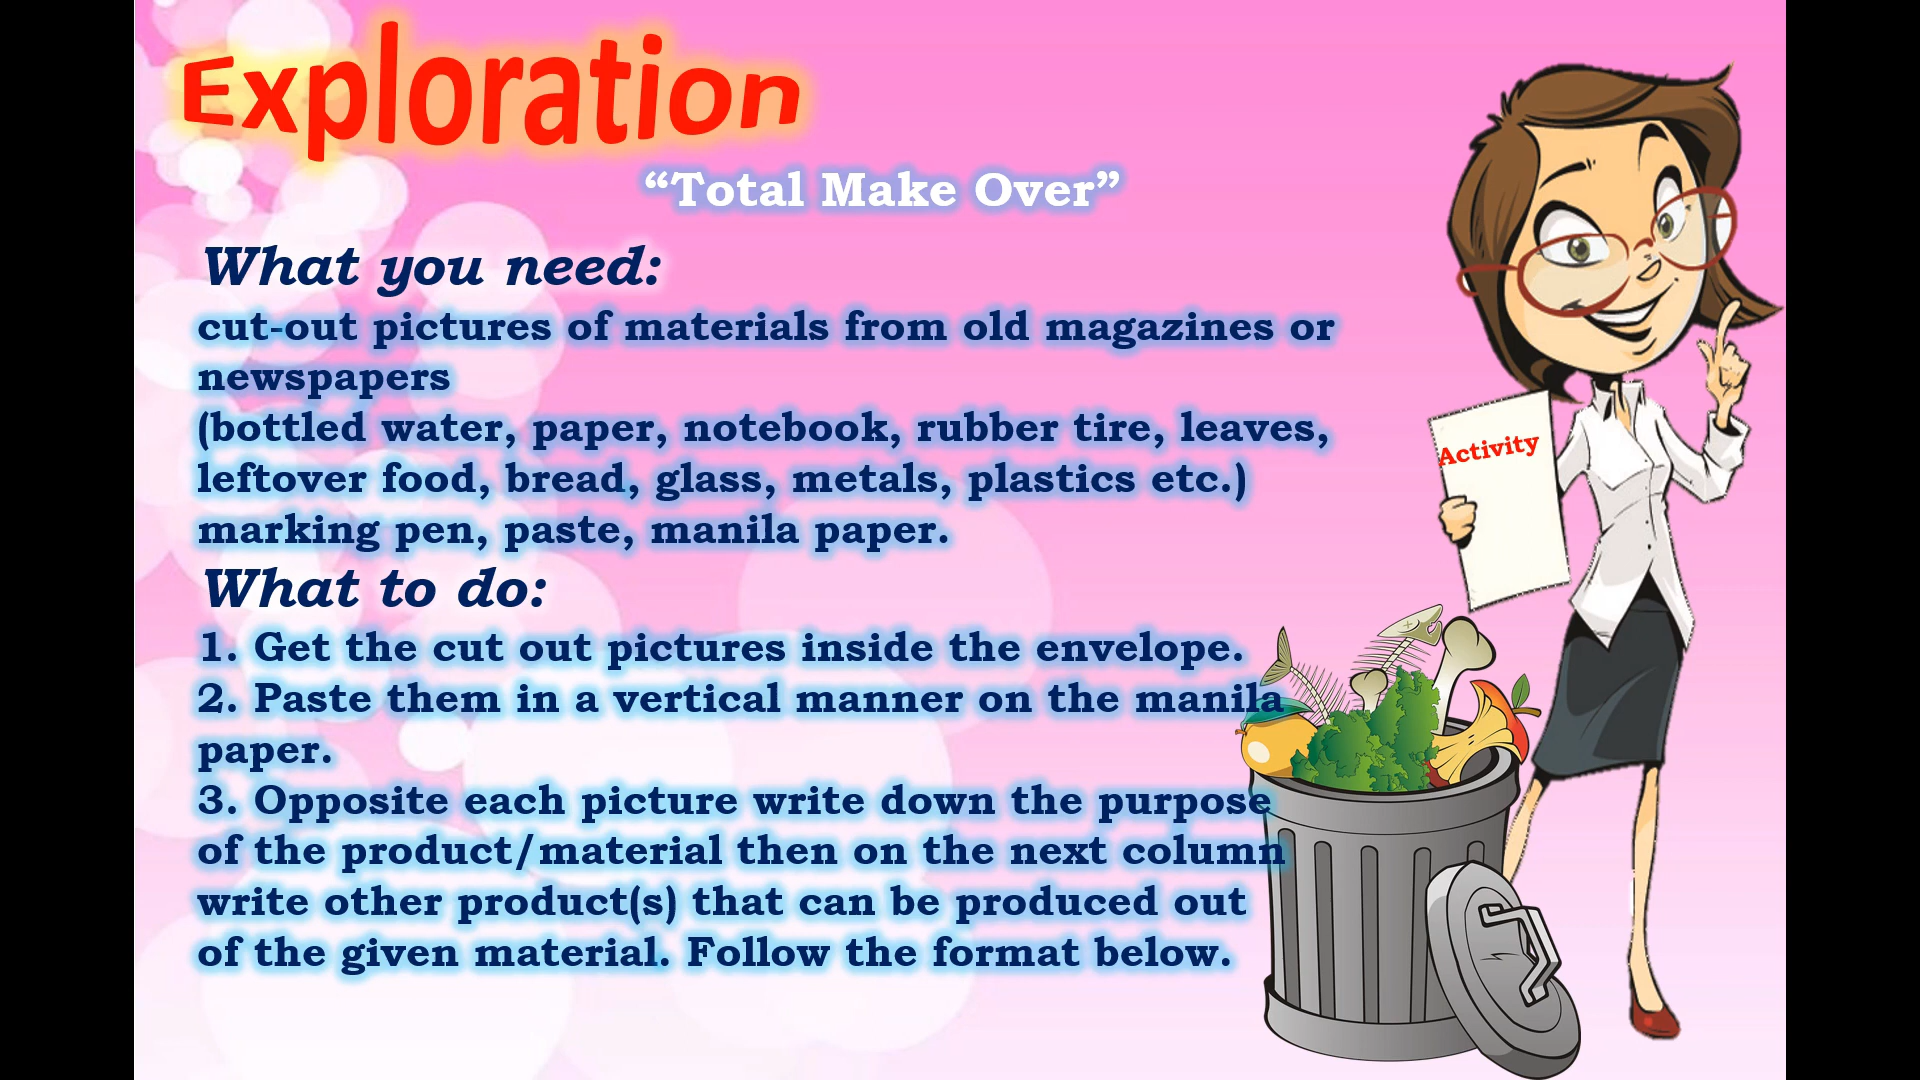 Exploration
“Total Make Over”
What you need:
cut-out pictures of materials from old magazines or
newspapers
(bottled water, paper, notebook, rubber tire, leaves,
leftover food, bread, glass, metals, plastics etc.)
marking pen, paste, manila paper.
What to do:
1. Get the cut out pictures inside the envelope.
2. Paste them in a vertical manner on the manila
paper.
3. Opposite each picture write down the purpose
of the product/material then on the next column
write other product(s) that can be produced out
of the given material. Follow the format below.
Activity